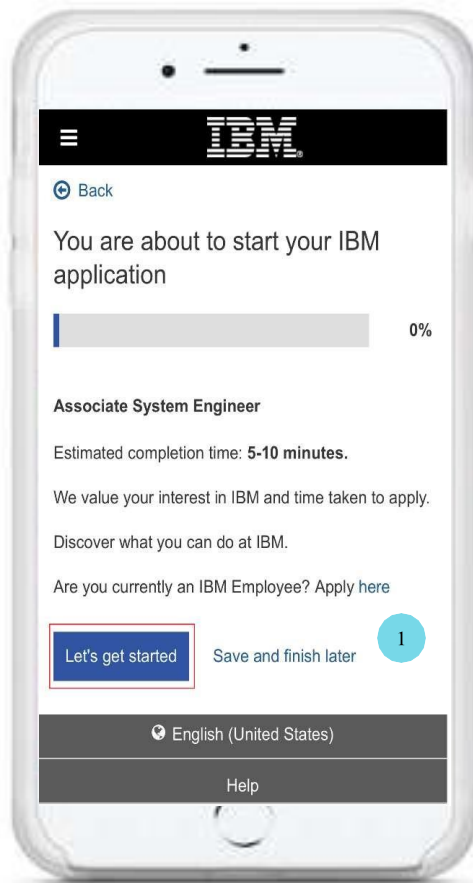 IBM
Back
You are about to start your IBM
application
0%
Associate System Engineer
Estimated completion time: 5-10 minutes.
We value your interest in IBM and time taken to apply.
Discover what you can do at IBM.
Are you currently an IBM Employee? Apply here
Let's get started Save and finish later 1
English (United States)
Help